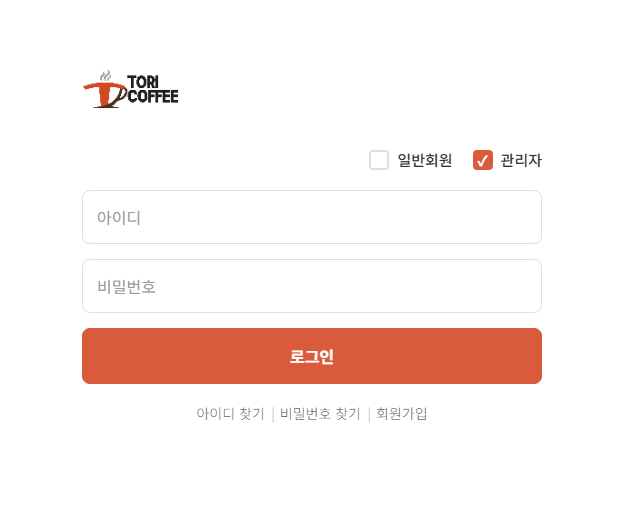 TORI
COFFEE
일반회원 관리자
아이디
비밀번호
로그인
아이디 찾기 | 비밀번호 찾기 | 회원가입